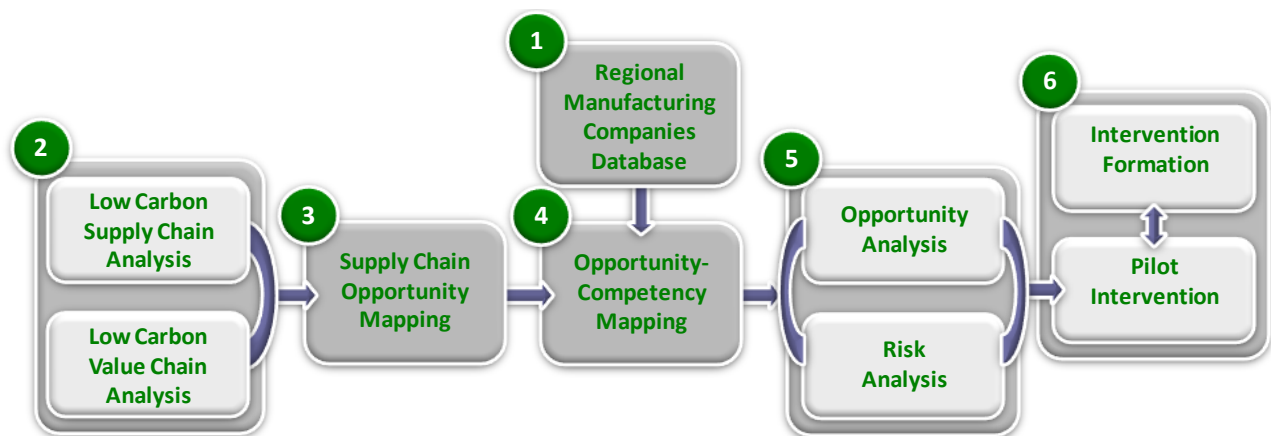 1
Regional
Manufacturing
Companies
Database
2
Low Carbon
Supply Chain
Analysis
Low Carbon
Value Chain
Analysis
3
Supply Chain
Opportunity
Mapping
4
Opportunity-
Competency
Mapping
5
Opportunity
Analysis
Risk
Analysis
6
Intervention
Formation
Pilot
Intervention